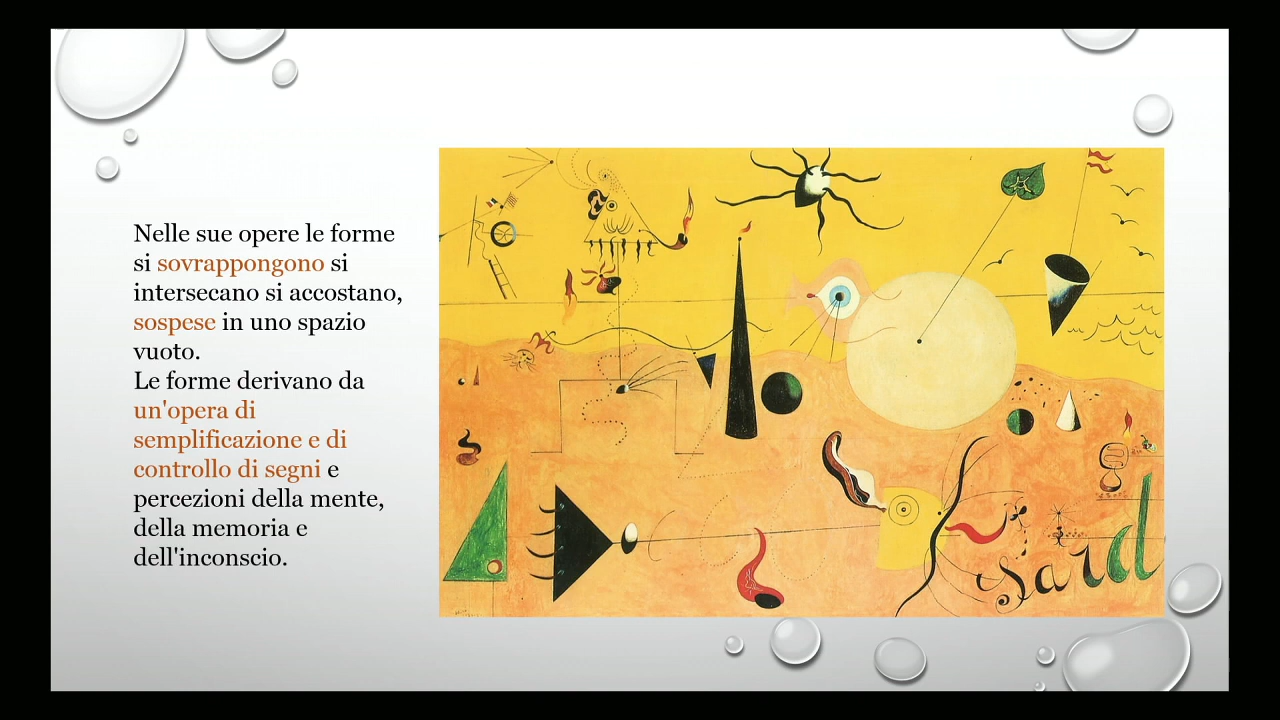 Nelle sue opere le forme
si sovrappongono si
intersecano si accostano,
sospese in uno spazio
vuoto.
Le forme derivano da
un'opera di
semplificazione e di
controllo di segni e
percezioni della mente,
della memoria e
dell'inconscio.
Sard